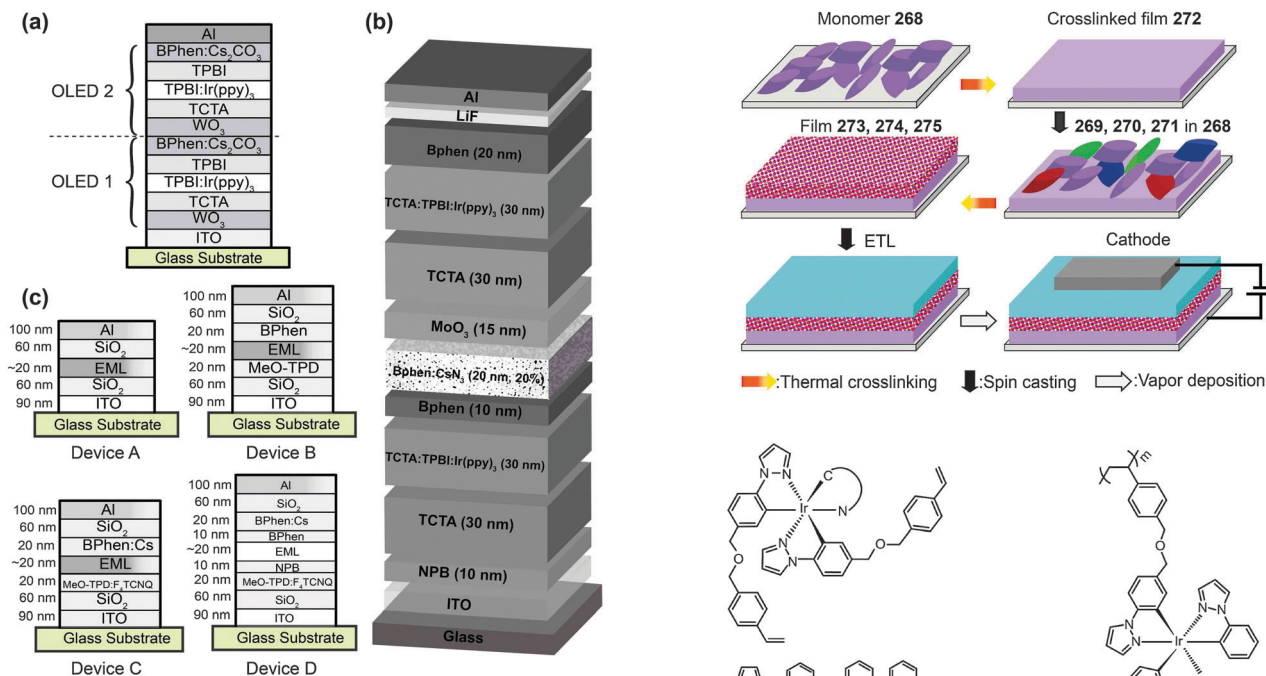 (a)
Al
BPhen:Cs₂CO₃
TPBI
TPBI:Ir(ppy)₃
TCTA
WO₃
BPhen:Cs₂CO₃
TPBI
TPBI:Ir(ppy)₃
TCTA
WO₃
ITO
Glass Substrate
OLED 2
OLED 1
(b)
Al
LiF
Bphen (20 nm)
TCTA:TPBI:Ir(ppy)₃ (30 nm)
TCTA (30 nm)
MoO₃ (15 nm)
Bphen:CsN₃ (20 nm, 20%)
Bphen (10 nm)
TCTA:TPBI:Ir(ppy)₃ (30 nm)
TCTA (30 nm)
NPB (10 nm)
ITO
Glass
(c)
100 nm Al
60 nm SiO₂
~20 nm EML
60 nm SiO₂
90 nm ITO
Glass Substrate
Device A
100 nm Al
60 nm SiO₂
20 nm BPhen
~20 nm EML
20 nm MeO-TPD
60 nm SiO₂
90 nm ITO
Glass Substrate
Device B
100 nm Al
60 nm SiO₂
20 nm BPhen:Cs
~20 nm EML
20 nm MeO-TPD:F₄TCNQ
60 nm SiO₂
90 nm ITO
Glass Substrate
Device C
100 nm Al
60 nm SiO₂
20 nm BPhen:Cs
10 nm BPhen
~20 nm EML
10 nm NPB
20 nm MeO-TPD:F₄TCNQ
60 nm SiO₂
90 nm ITO
Glass Substrate
Device D
Monomer 268
Crosslinked film 272
Film 273, 274, 275
269, 270, 271 in 268
ETL
Cathode
:Thermal crosslinking
:Spin casting
:Vapor deposition
N
N
C
Ir
N
N
N
O
O
m
O
N
N
N
N
Ir